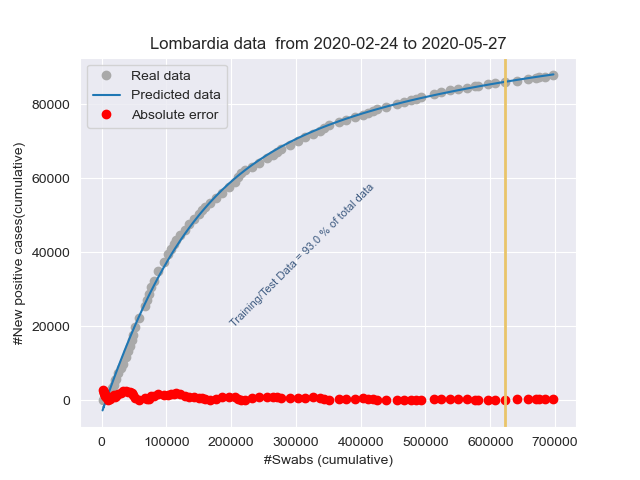 Lombardia data  from 2020-02-24 to 2020-05-27
Real data
Predicted data
Absolute error
#New positive cases(cumulative)
80000
60000
40000
20000
0
Training/Test Data = 93.0 % of total data
0 100000 200000 300000 400000 500000 600000 700000
#Swabs (cumulative)